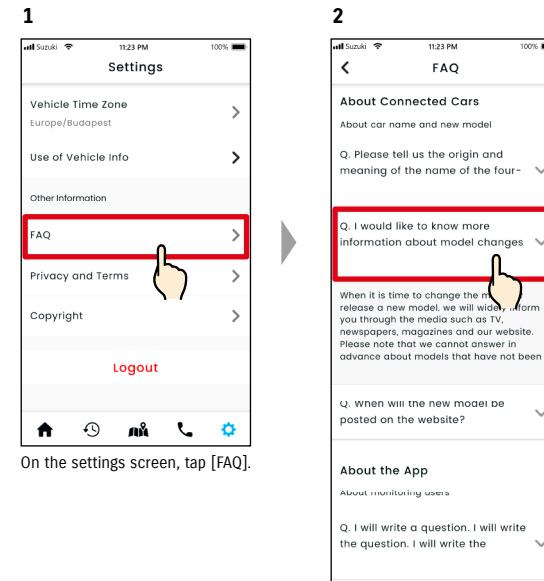 1
Suzuki 11:23 PM 100%
Settings
Vehicle Time Zone
Europe/Budapest
Use of Vehicle Info
Other Information
FAQ
Privacy and Terms
Copyright
Logout
On the settings screen, tap [FAQ].
2
Suzuki 11:23 PM 100%
FAQ
About Connected Cars
About car name and new model
Q. Please tell us the origin and
meaning of the name of the four-
Q. I would like to know more
information about model changes
When it is time to change the
release a new model, we will
you through the media such as TV,
newspapers, magazines and our website.
Please note that we cannot answer in
advance about models that have not been
Q. When will the new model be
posted on the website?
About the App
About monitoring users
Q. I will write a question. I will write
the question. I will write the